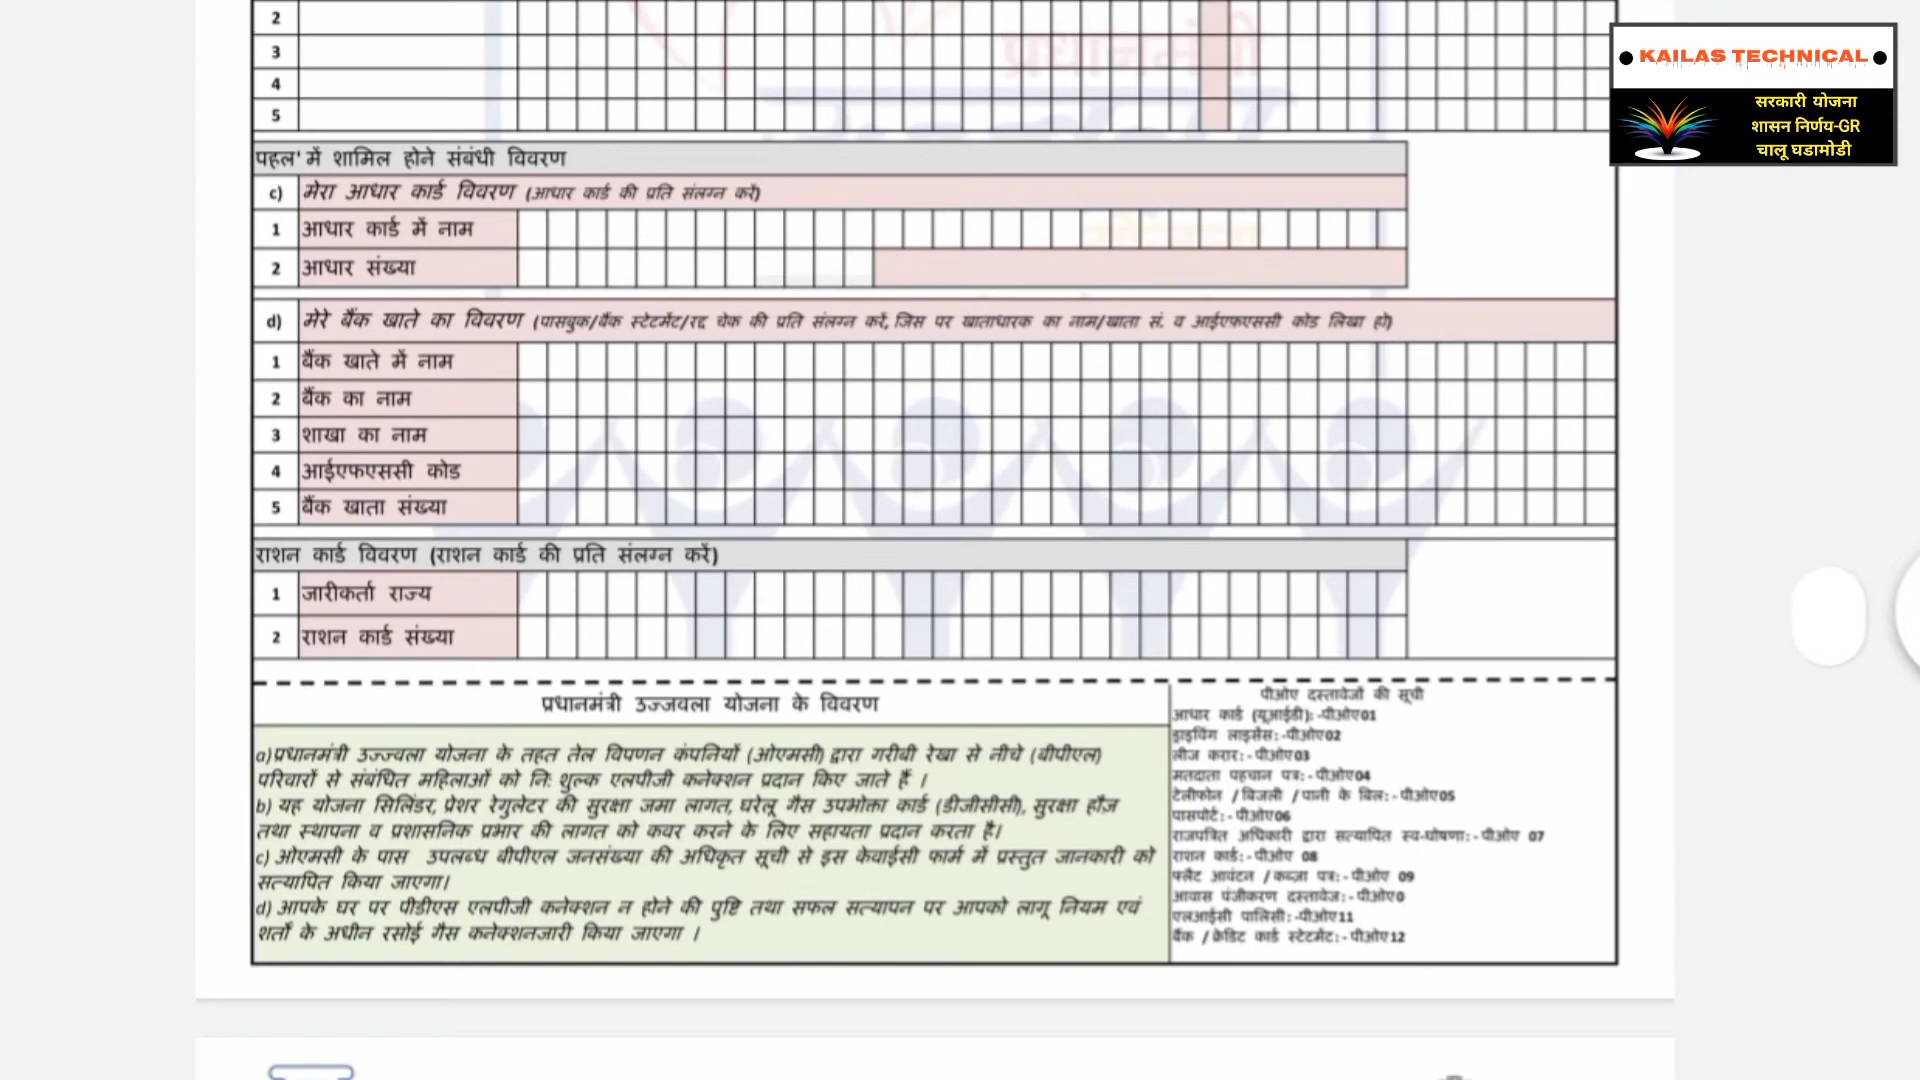 2
3
4
5
प्रधानमंत्री
KAILAS TECHNICAL
सरकारी योजना
शासन निर्णय-GR
चालू घडामोडी
पहल' में शामिल होने संबंधी विवरण
c) मेरा आधार कार्ड विवरण (आधार कार्ड की प्रति संलग्न करें)
1 आधार कार्ड में नाम
2 आधार संख्या
d) मेरे बैंक खाते का विवरण (पासबुक/बैंक स्टेटमेंट/रद्द चेक की प्रति संलग्न करें, जिस पर खाताधारक का नाम/खाता सं. व आईएफएससी कोड लिखा हो)
1 बैंक खाते में नाम
2 बैंक का नाम
3 शाखा का नाम
4 आईएफएससी कोड
5 बैंक खाता संख्या
राशन कार्ड विवरण (राशन कार्ड की प्रति संलग्न करें)
1 जारीकर्ता राज्य
2 राशन कार्ड संख्या
प्रधानमंत्री उज्जवला योजना के विवरण
a)प्रधानमंत्री उज्ज्वला योजना के तहत तेल विपणन कंपनियों (ओएमसी) द्वारा गरीबी रेखा से नीचे (बीपीएल)
परिवारों से संबंधित महिलाओं को नि: शुल्क एलपीजी कनेक्शन प्रदान किए जाते हैं ।
b) यह योजना सिलिंडर, प्रेशर रेगुलेटर की सुरक्षा जमा लागत, घरेलू गैस उपभोक्ता कार्ड (डीजीसीसी), सुरक्षा हौज़
तथा स्थापना व प्रशासनिक प्रभार की लागत को कवर करने के लिए सहायता प्रदान करता है।
c) ओएमसी के पास उपलब्ध बीपीएल जनसंख्या की अधिकृत सूची से इस केवाईसी फार्म में प्रस्तुत जानकारी को
सत्यापित किया जाएगा।
d) आपके घर पर पीडीएस एलपीजी कनेक्शन न होने की पुष्टि तथा सफल सत्यापन पर आपको लागू नियम एवं
शर्तों के अधीन रसोई गैस कनेक्शनजारी किया जाएगा ।
पीओए दस्तावेजों की सूची
आधार कार्ड (यूआईडी): -पीओए01
ड्राइविंग लाइसेंस: -पीओए02
लीज करार: - पीओए03
मतदाता पहचान पत्र: - पीओए04
टेलीफोन / बिजली / पानी के बिल: - पीओए05
पासपोर्ट: - पीओए06
राजपत्रित अधिकारी द्वारा सत्यापित स्व-घोषणा: - पीओए 07
राशन कार्ड: - पीओए 08
फ्लैट आवंटन / कब्जा पत्र: - पीओए 09
आवास पंजीकरण दस्तावेज: - पीओए0
एलआईसी पालिसी: -पीओए11
बैंक / क्रेडिट कार्ड स्टेटमेंट: - पीओए12